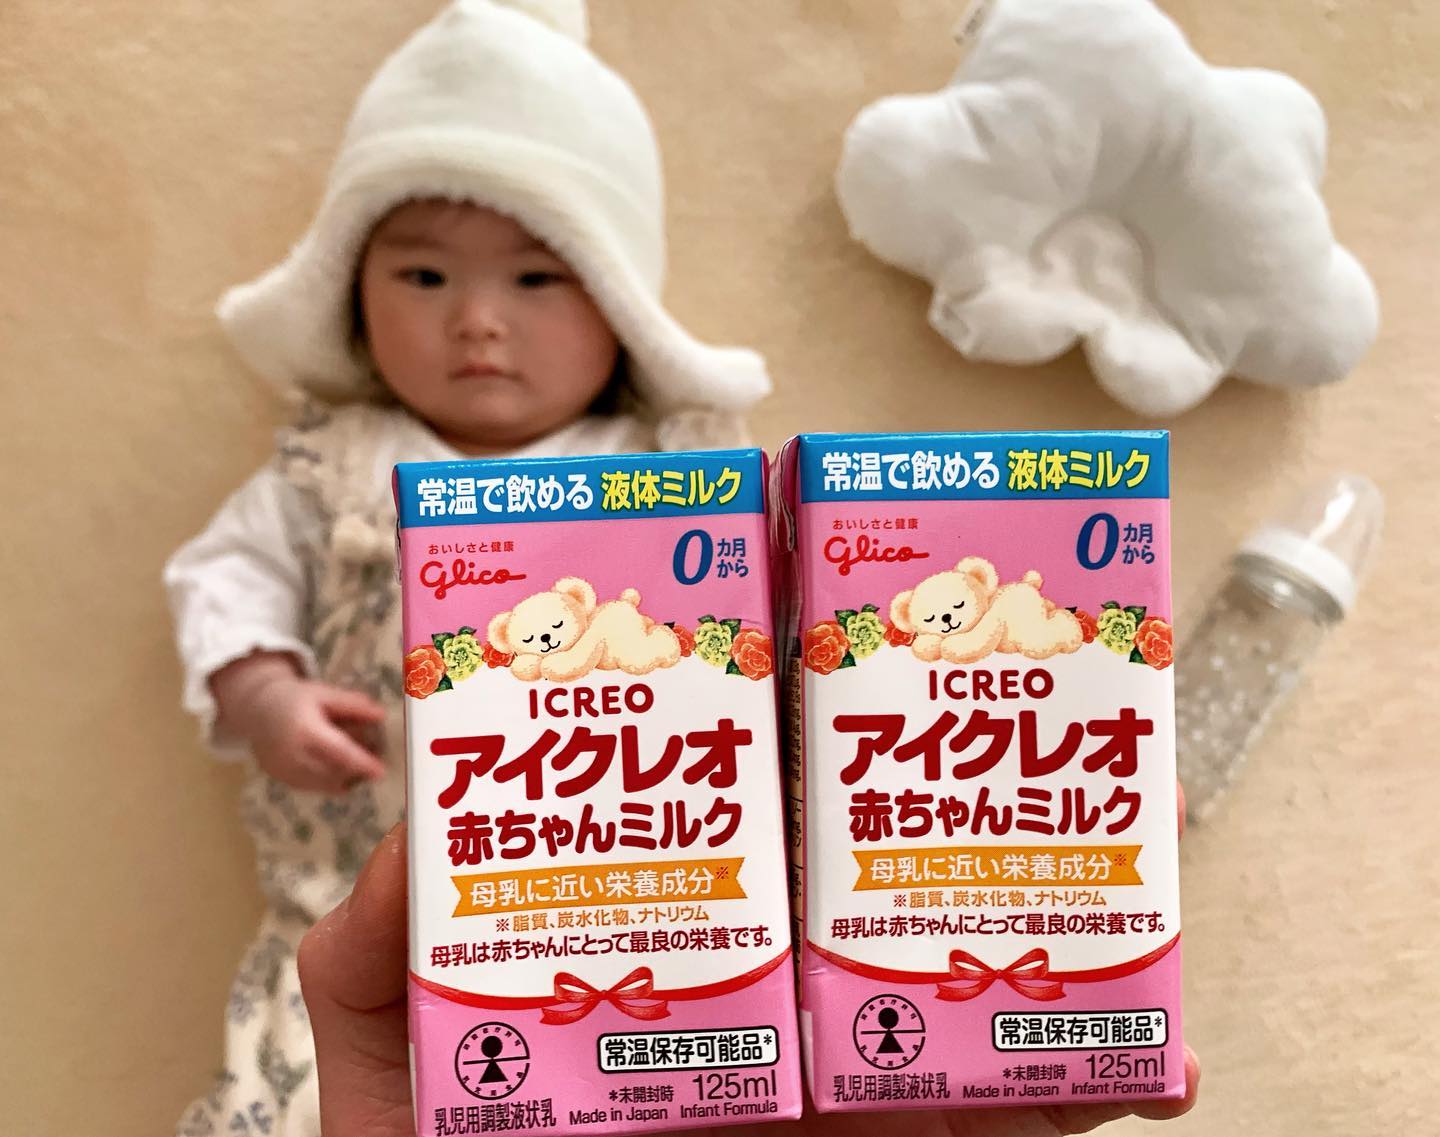 常温で飲める 液体ミルク
おいしさと健康
glico
0カ月から
ICREO
アイクレオ
赤ちゃんミルク
母乳に近い栄養成分※
※脂質、炭水化物、ナトリウム
母乳は赤ちゃんにとって最良の栄養です。
常温保存可能品*
*未開封時 125ml
乳児用調製液状乳 Made in Japan Infant Formula
常温で飲める 液体ミルク
おいしさと健康
glico
0カ月から
ICREO
アイクレオ
赤ちゃんミルク
母乳に近い栄養成分※
※脂質、炭水化物、ナトリウム
母乳は赤ちゃんにとって最良の栄養です。
常温保存可能品*
*未開封時 125ml
乳児用調製液状乳 Made in Japan Infant Formula